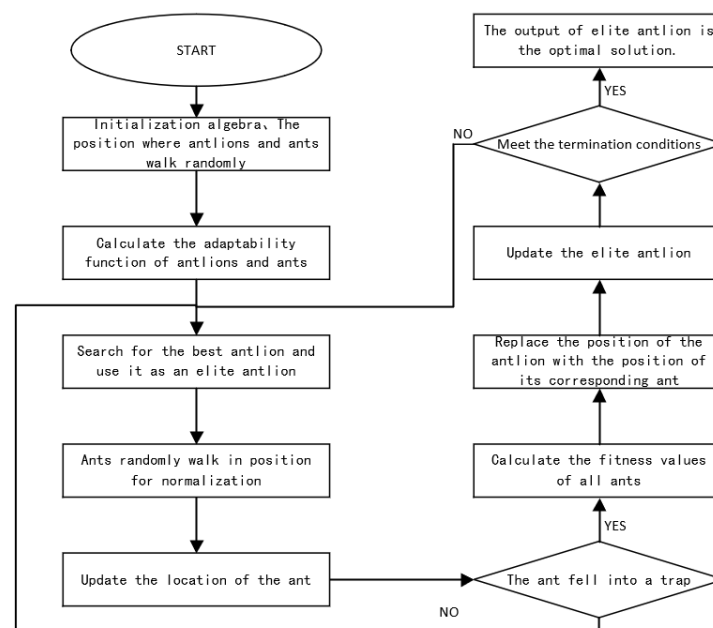 START
Initialization algebra、The
position where antlions and ants
walk randomly
Calculate the adaptability
function of antlions and ants
Search for the best antlion and
use it as an elite antlion
Ants randomly walk in position
for normalization
Update the location of the ant
The ant fell into a trap
NO
YES
Calculate the fitness values
of all ants
Replace the position of the
antlion with the position of
its corresponding ant
Update the elite antlion
Meet the termination conditions
NO
YES
The output of elite antlion is
the optimal solution.